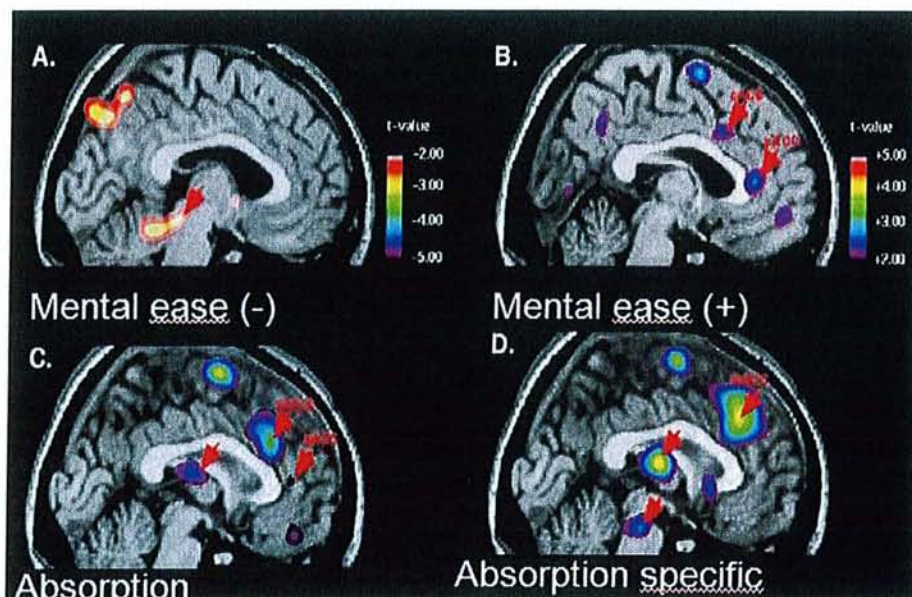 A.
t-value
-2.00
-3.00
-4.00
-5.00
Mental ease (-)
B.
t-value
+5.00
+4.00
+3.00
+2.00
Mental ease (+)
C.
Absorption
D.
Absorption specific